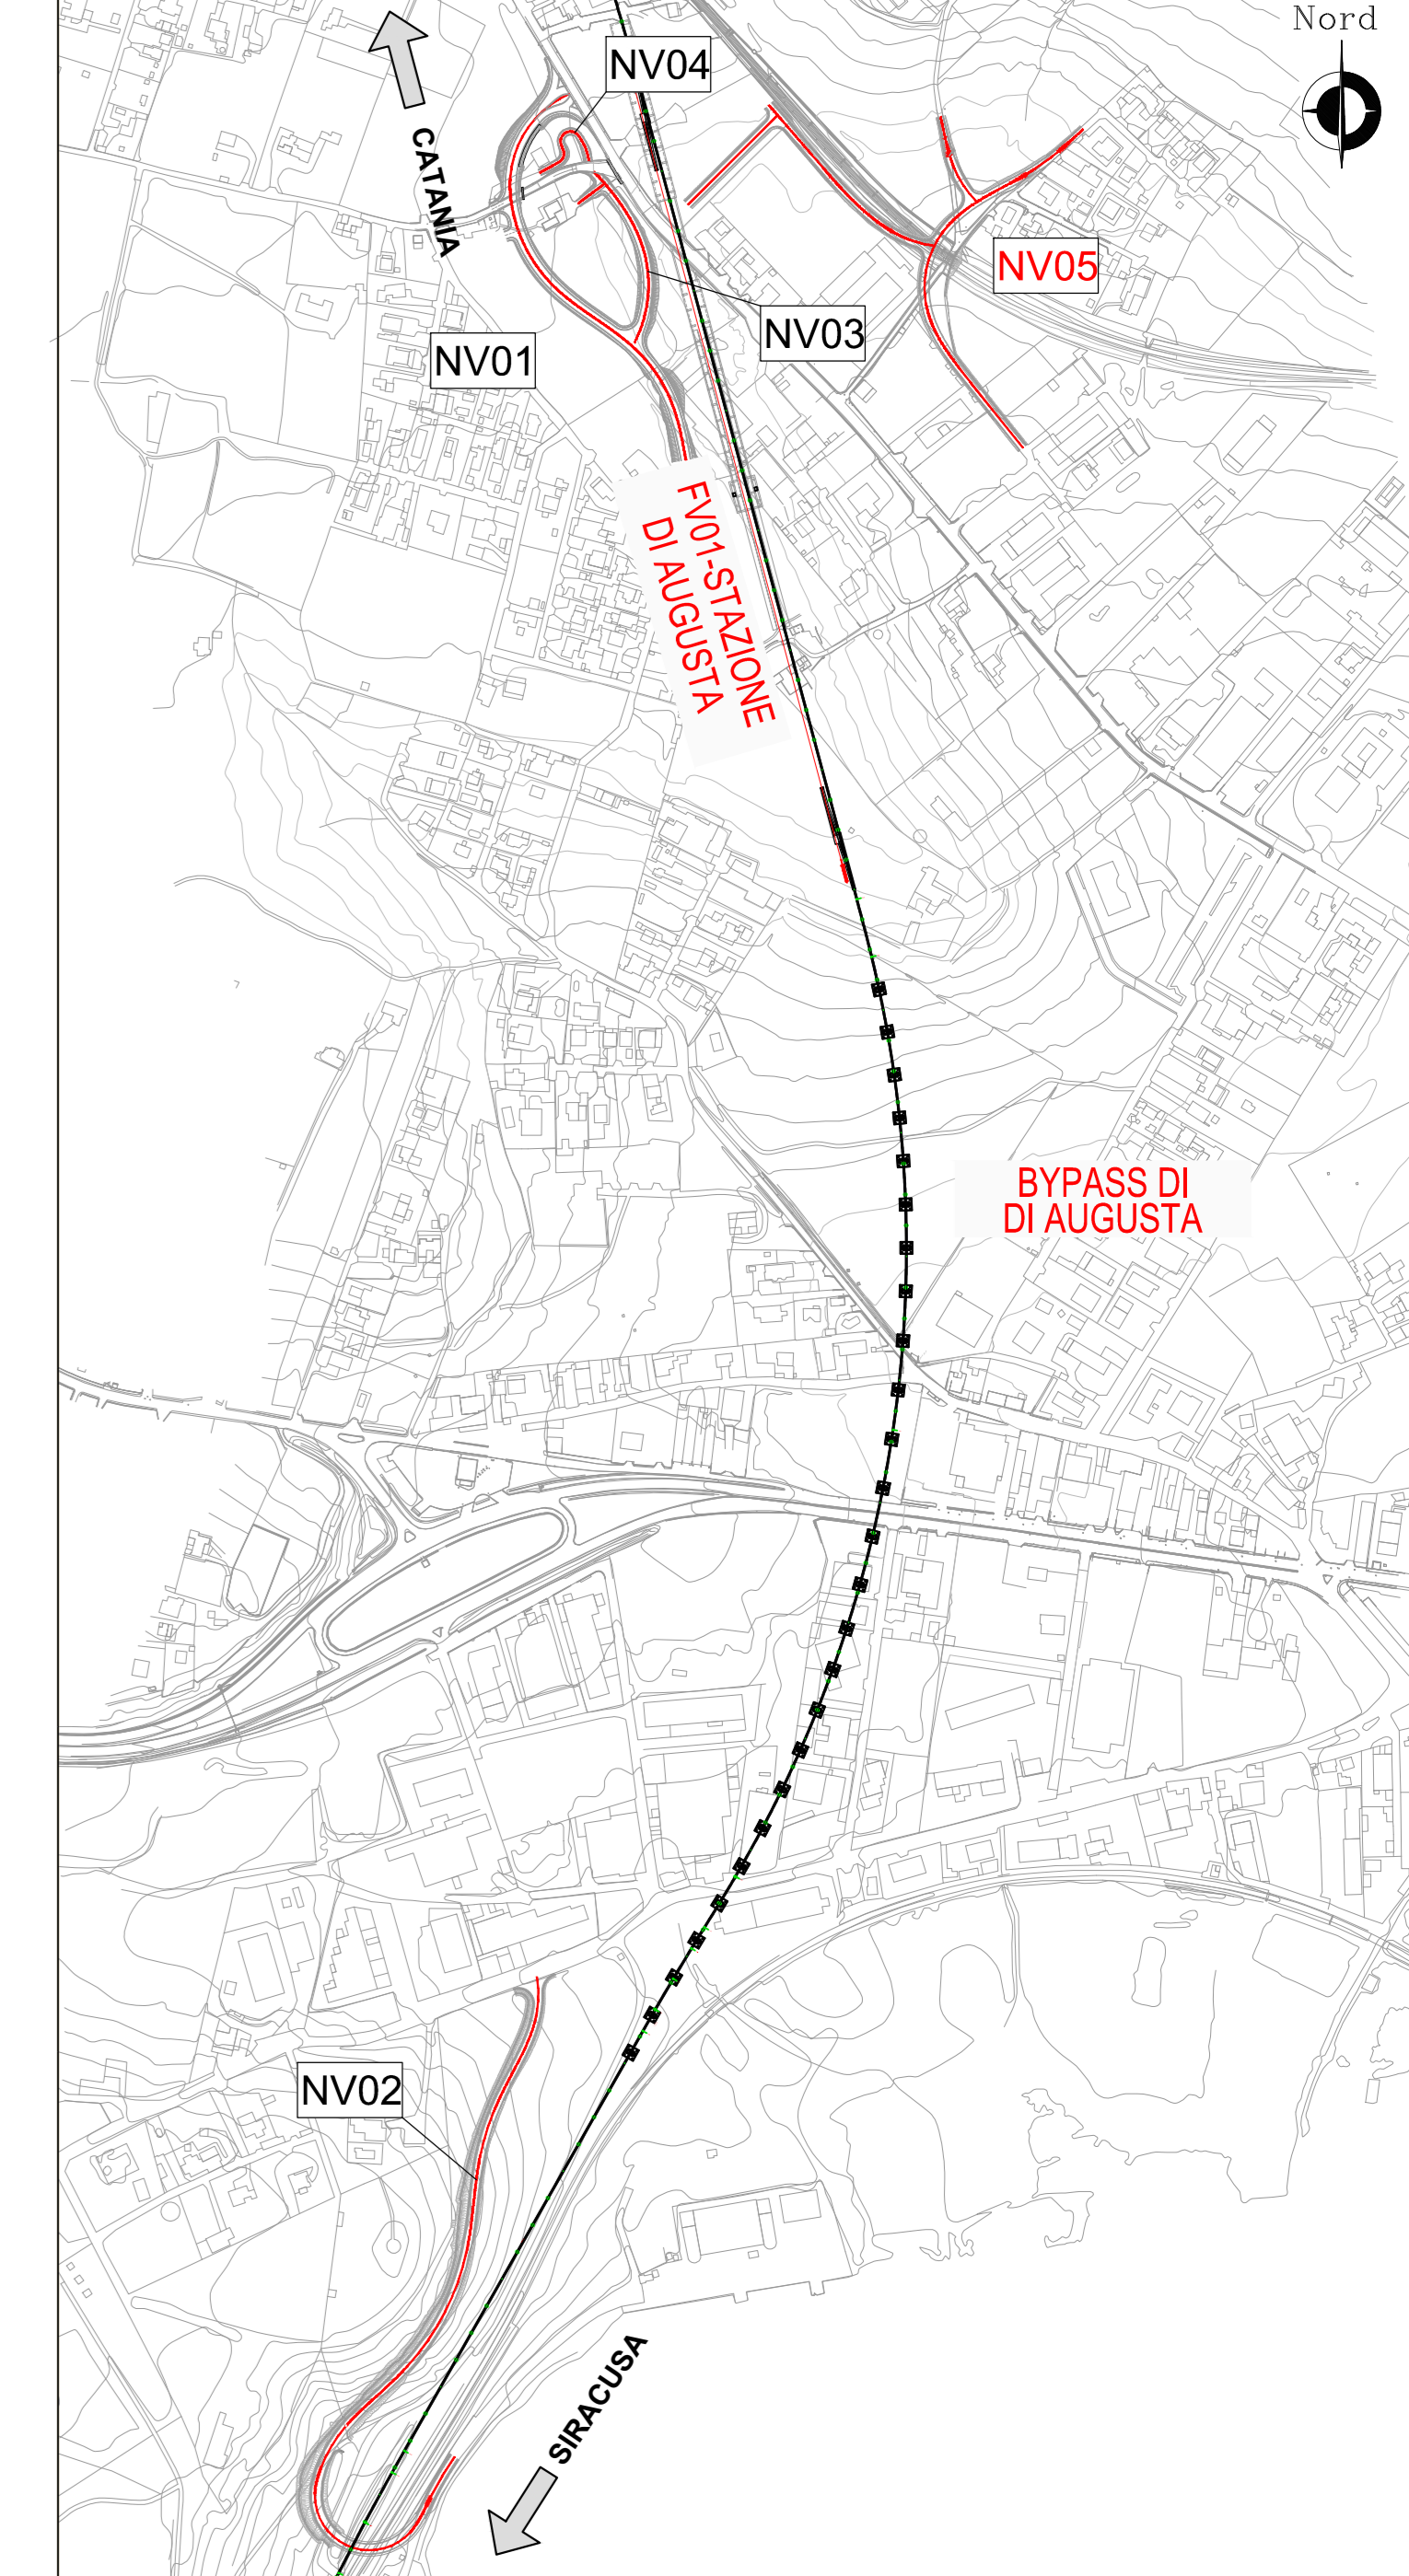 Nord
NV04
CATANIA
NV05
NV03
NV01
FV01-STAZIONE
DI AUGUSTA
BYPASS DI
DI AUGUSTA
NV02
SIRACUSA